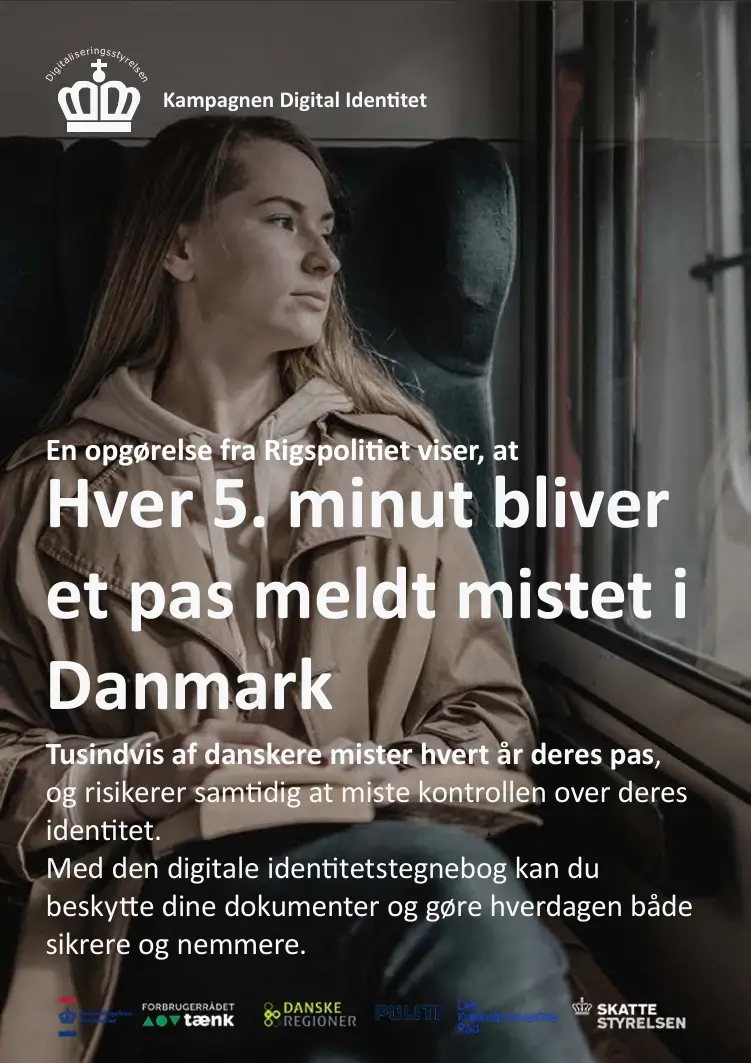 Digitaliseringsstyrelsen
Kampagnen Digital Identitet
En opgørelse fra Rigspolitiet viser, at
Hver 5. minut bliver
et pas meldt mistet i
Danmark
Tusindvis af danskere mister hvert år deres pas,
og risikerer samtidig at miste kontrollen over deres
identitet.
Med den digitale identitetstegnebog kan du
beskytte dine dokumenter og gøre hverdagen både
sikrere og nemmere.
FORBRUGERRÅDET
tænk
DANSKE
REGIONER
POLITI
Det
Kriminalpræventive
Råd
SKATTE
STYRELSEN